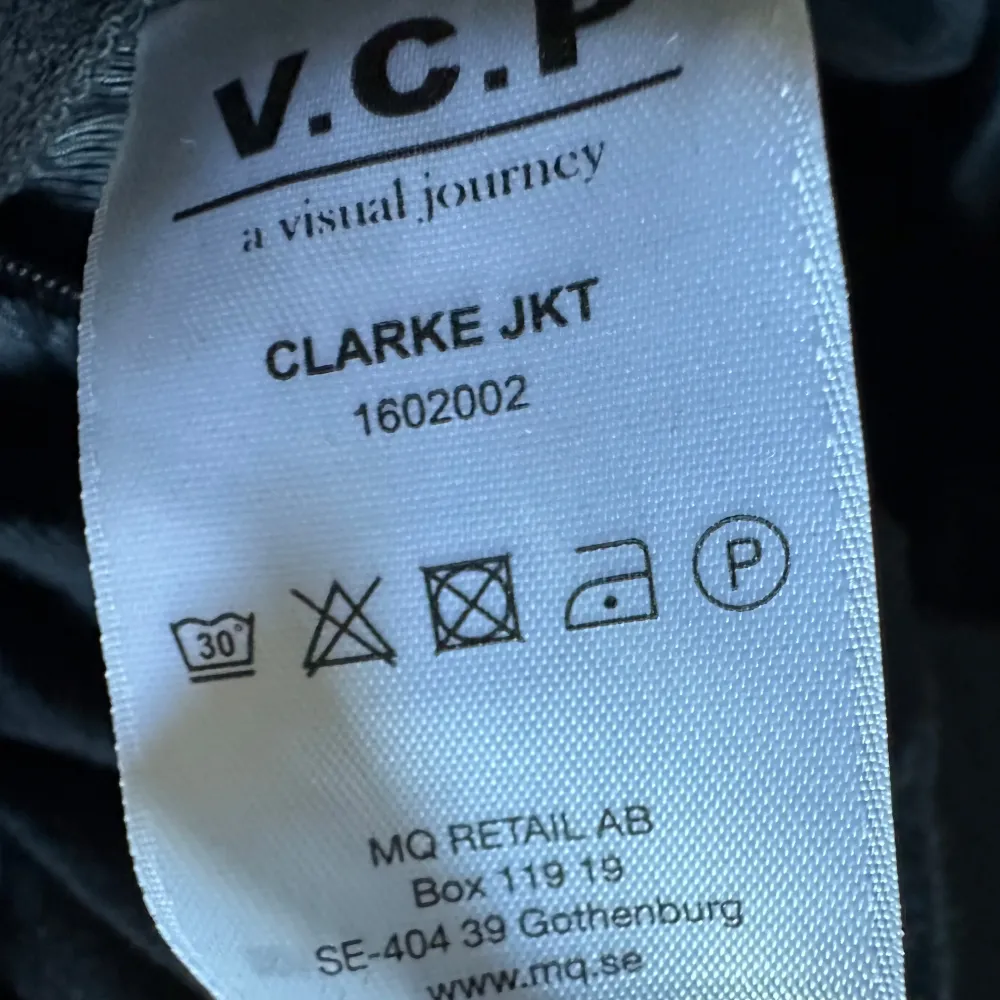 V.C.P
a visual journey
CLARKE JKT
1602002
30°
P
MQ RETAIL AB
Box 119 19
SE-404 39 Gothenburg
www.mq.se